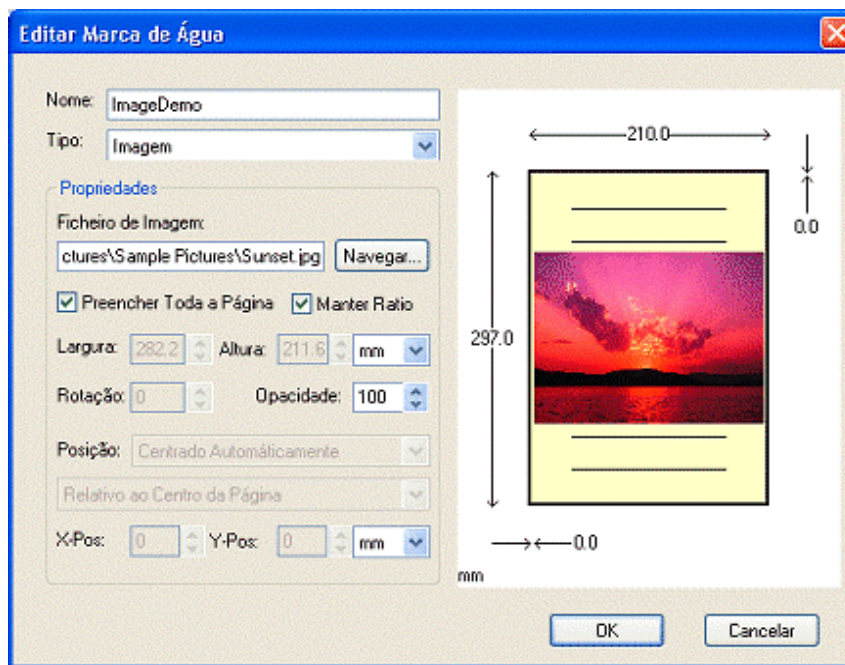 Editar Marca de Água
Nome: ImageDemo
Tipo: Imagem
Propriedades
Ficheiro de Imagem:
ctures\Sample Pictures\Sunset.jpg Navegar...
Preencher Toda a Página Manter Ratio
Largura: 282.2 Altura: 211.6 mm
Rotação: 0 Opacidade: 100
Posição: Centrado Automáticamente
Relativo ao Centro da Página
X-Pos: 0 Y-Pos: 0 mm
210.0
0.0
297.0
0.0
mm
OK Cancelar